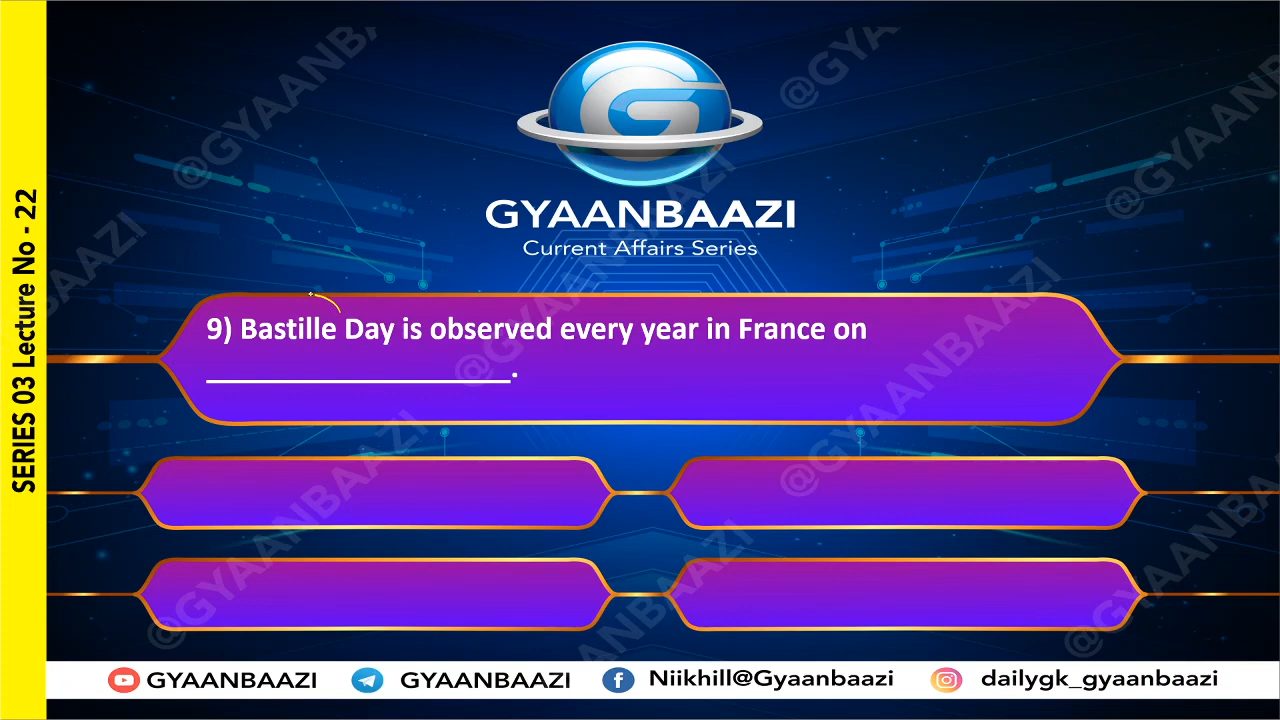 SERIES 03 Lecture No - 22
G
GYAANBAAZI
Current Affairs Series
9) Bastille Day is observed every year in France on
______________________.
GYAANBAAZI GYAANBAAZI Niikhill@Gyaanbaazi dailygk_gyaanbaazi
@GYAANBAAZI